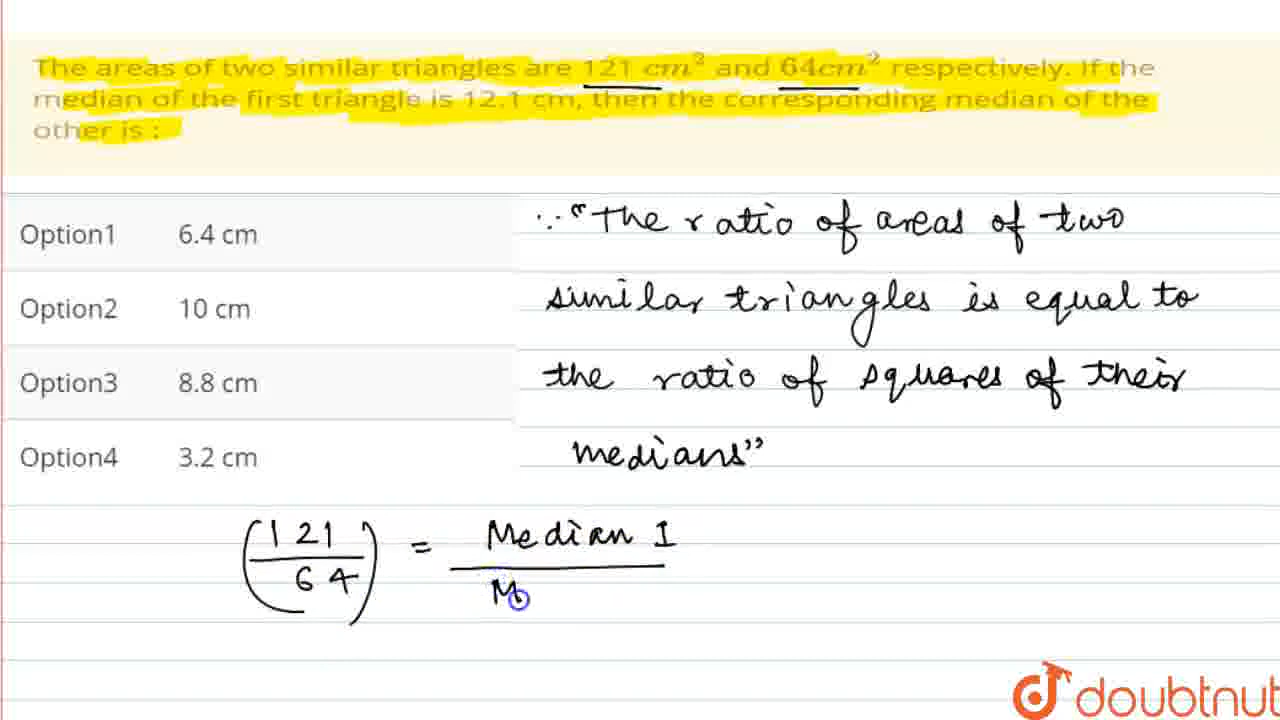 The areas of two similar triangles are 121 cm² and 64cm² respectively. If the
median of the first triangle is 12.1 cm, then the corresponding median of the
other is :
Option1 6.4 cm
Option2 10 cm
Option3 8.8 cm
Option4 3.2 cm
∵ "The ratio of areas of two
similar triangles is equal to
the ratio of squares of their
medians"
(121/64) = Median I
M
doubtnut